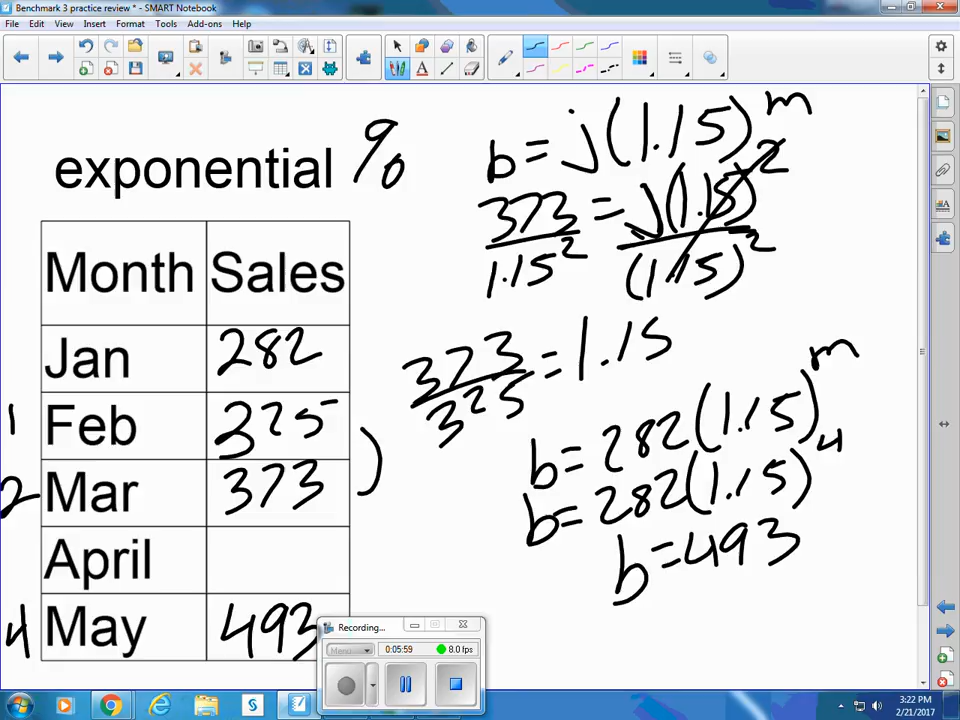 Benchmark 3 practice review * - SMART Notebook
File Edit View Insert Format Tools Add-ons Help
exponential %
Month Sales
Jan 282
1 Feb 325
2 Mar 373
April
4 May 493
b = j(1.15)^m
373 = j(1.15)^2
1.15^2 (1.15)^2
373 = 1.15
325
b = 282(1.15)^m
b = 282(1.15)^4
b = 493
Recording...
Menu 0:05:59 8.0 fps
3:22 PM
2/21/2017